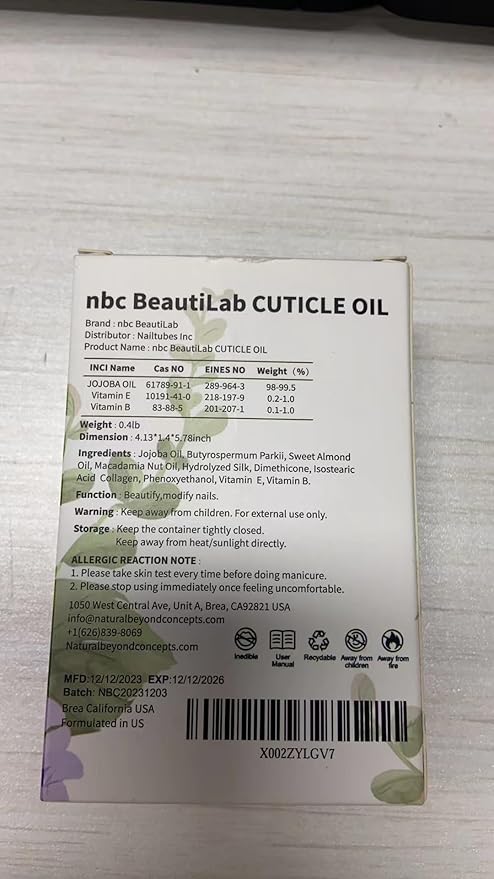 nbc BeautiLab CUTICLE OIL
Brand : nbc BeautiLab
Distributor : Nailtubes Inc
Product Name : nbc BeautiLab CUTICLE OIL
INCI Name Cas NO EINES NO Weight（%）
JOJOBA OIL 61789-91-1 289-964-3 98-99.5
Vitamin E 10191-41-0 218-197-9 0.2-1.0
Vitamin B 83-88-5 201-207-1 0.1-1.0
Weight : 0.4lb
Dimension : 4.13*1.4*5.78inch
Ingredients : Jojoba Oil, Butyrospermum Parkii, Sweet Almond
Oil, Macadamia Nut Oil, Hydrolyzed Silk, Dimethicone, Isostearic
Acid Collagen, Phenoxyethanol, Vitamin E, Vitamin B.
Function : Beautify,modify nails.
Warning : Keep away from children. For external use only.
Storage : Keep the container tightly closed.
Keep away from heat/sunlight directly.
ALLERGIC REACTION NOTE :
1. Please take skin test every time before doing manicure.
2. Please stop using immediately once feeling uncomfortable.
1050 West Central Ave, Unit A, Brea, CA92821 USA
info@naturalbeyondconcepts.com
+1(626)839-8069
Naturalbeyondconcepts.com
Inedible
User
Manual
Recyclable
Away from
children
Away from
fire
MFD:12/12/2023 EXP:12/12/2026
Batch: NBC20231203
Brea California USA
Formulated in US
X002ZYLGV7